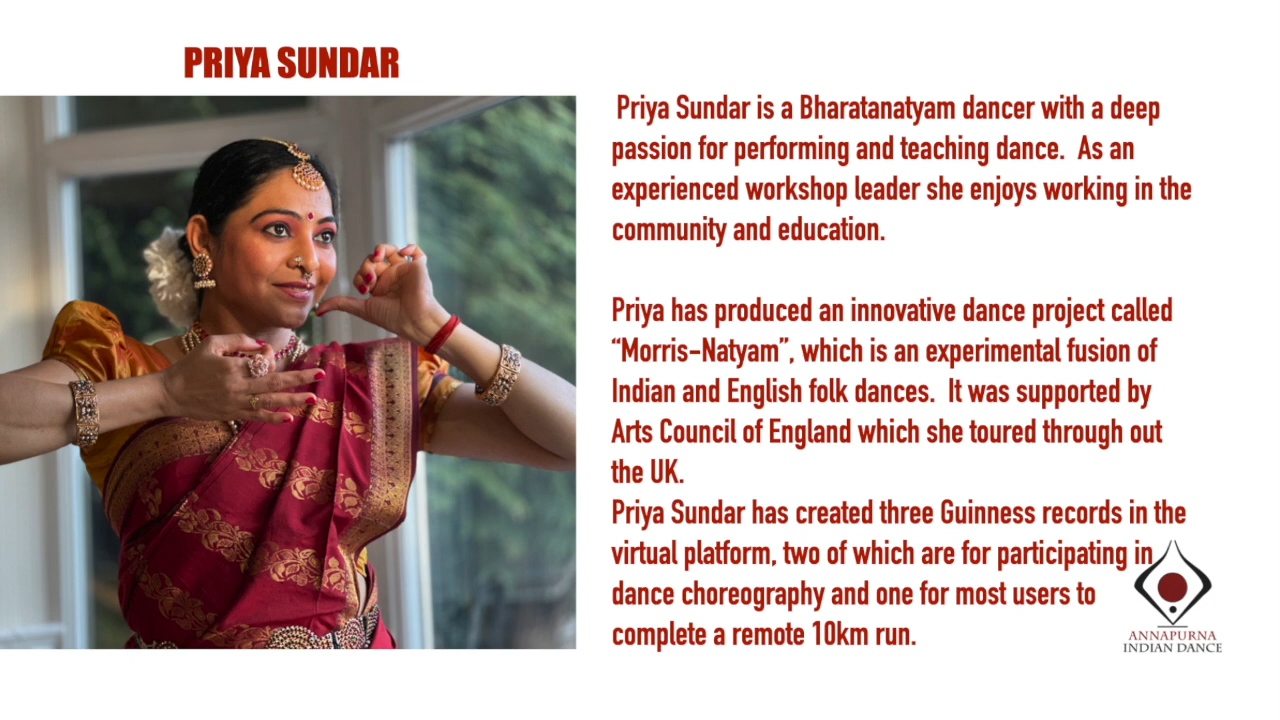 PRIYA SUNDAR
Priya Sundar is a Bharatanatyam dancer with a deep
passion for performing and teaching dance.  As an
experienced workshop leader she enjoys working in the
community and education.
Priya has produced an innovative dance project called
“Morris-Natyam”, which is an experimental fusion of
Indian and English folk dances.  It was supported by
Arts Council of England which she toured through out
the UK.
Priya Sundar has created three Guinness records in the
virtual platform, two of which are for participating in
dance choreography and one for most users to
complete a remote 10km run.
ANNAPURNA
INDIAN DANCE